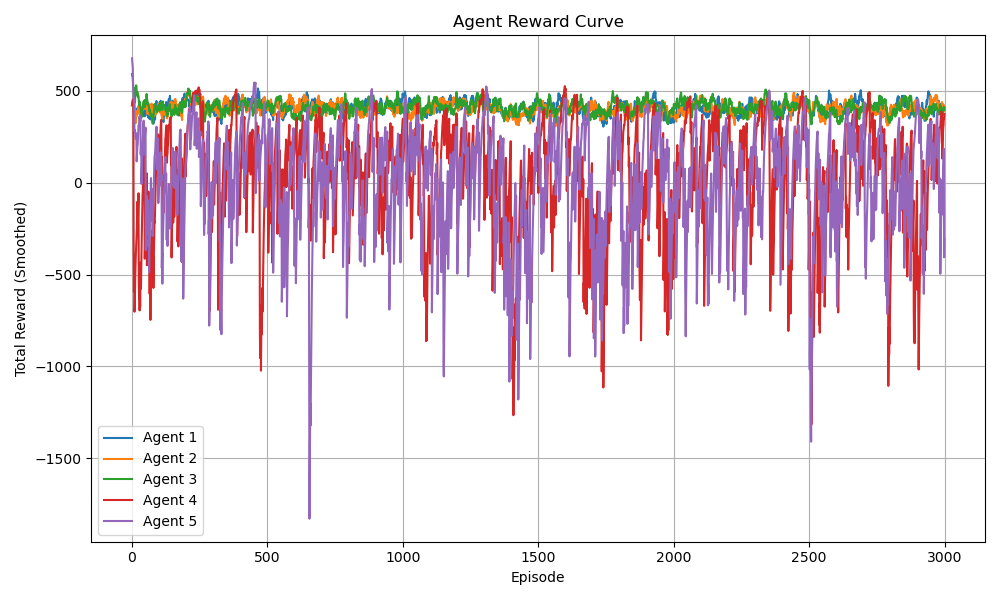 Agent Reward Curve
Total Reward (Smoothed)
500
0
−500
−1000
−1500
Agent 1
Agent 2
Agent 3
Agent 4
Agent 5
0 500 1000 1500 2000 2500 3000
Episode